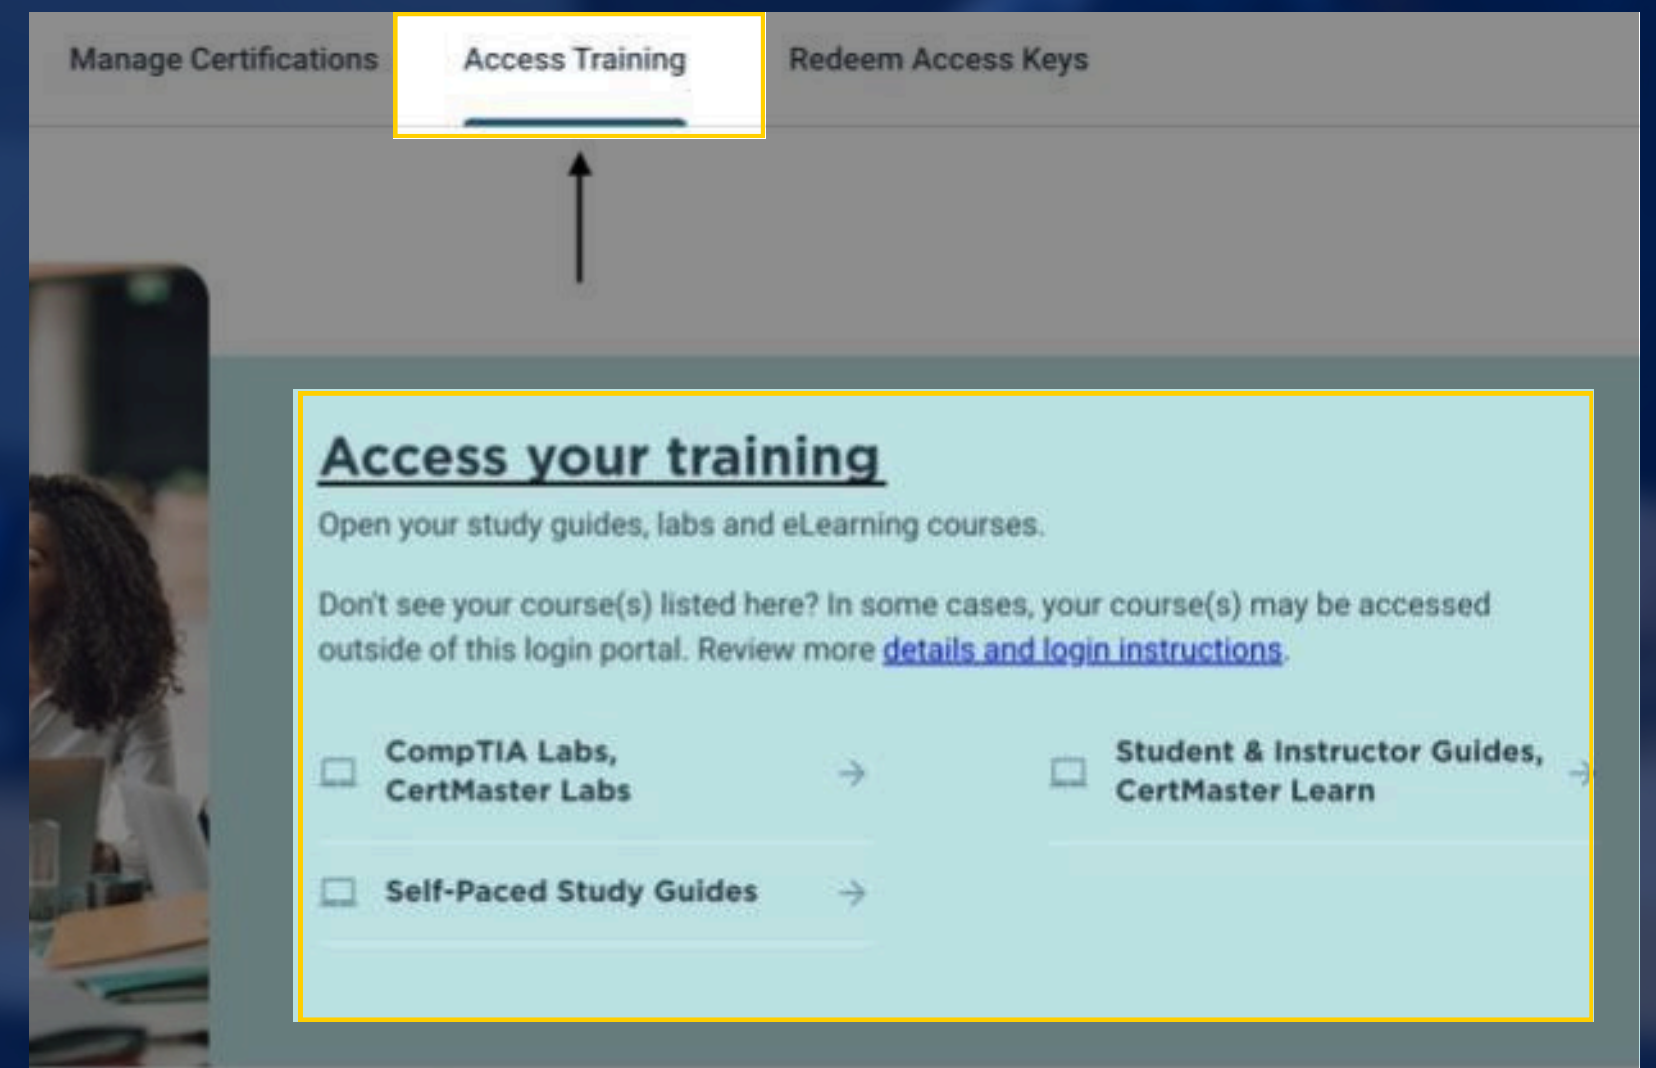 Manage Certifications
Access Training
Redeem Access Keys
Access your training
Open your study guides, labs and eLearning courses.
Don't see your course(s) listed here? In some cases, your course(s) may be accessed
outside of this login portal. Review more details and login instructions.
CompTIA Labs,
CertMaster Labs
Student & Instructor Guides,
CertMaster Learn
Self-Paced Study Guides